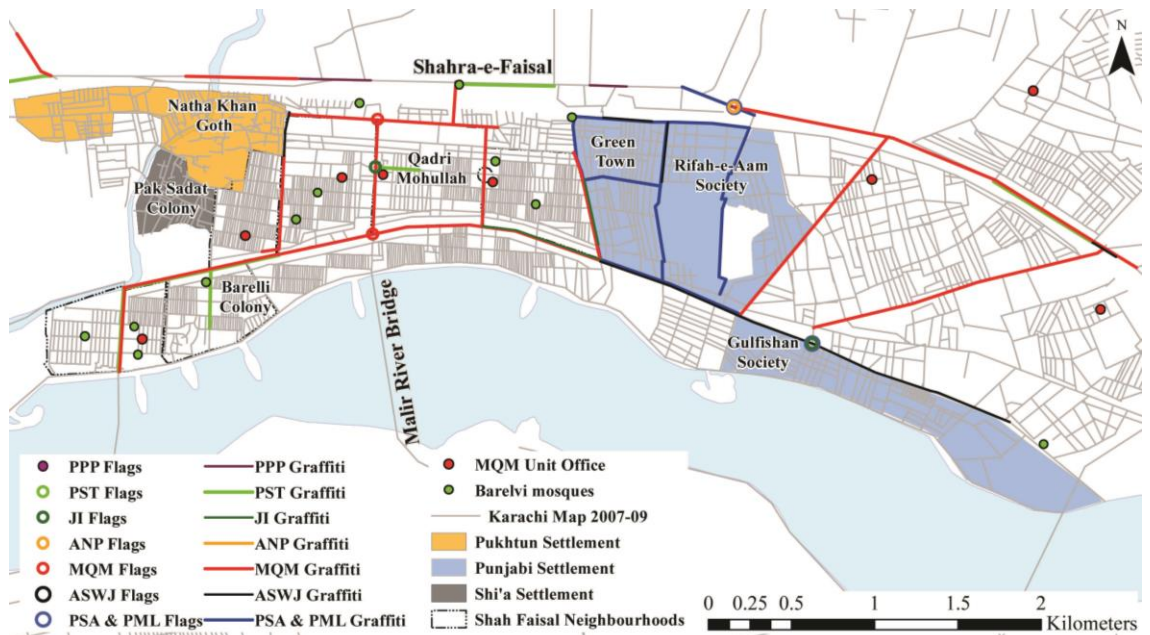 N
Shahra-e-Faisal
Natha Khan
Goth
Green
Town
Qadri
Mohullah
Rifah-e-Aam
Society
Pak Sadat
Colony
Barelli
Colony
Malir River Bridge
Gulfishan
Society
PPP Flags
PST Flags
JI Flags
ANP Flags
MQM Flags
ASWJ Flags
PSA & PML Flags
PPP Graffiti
PST Graffiti
JI Graffiti
ANP Graffiti
MQM Graffiti
ASWJ Graffiti
PSA & PML Graffiti
MQM Unit Office
Barelvi mosques
Karachi Map 2007-09
Pukhtun Settlement
Punjabi Settlement
Shi'a Settlement
Shah Faisal Neighbourhoods
0 0.25 0.5 1 1.5 2
Kilometers